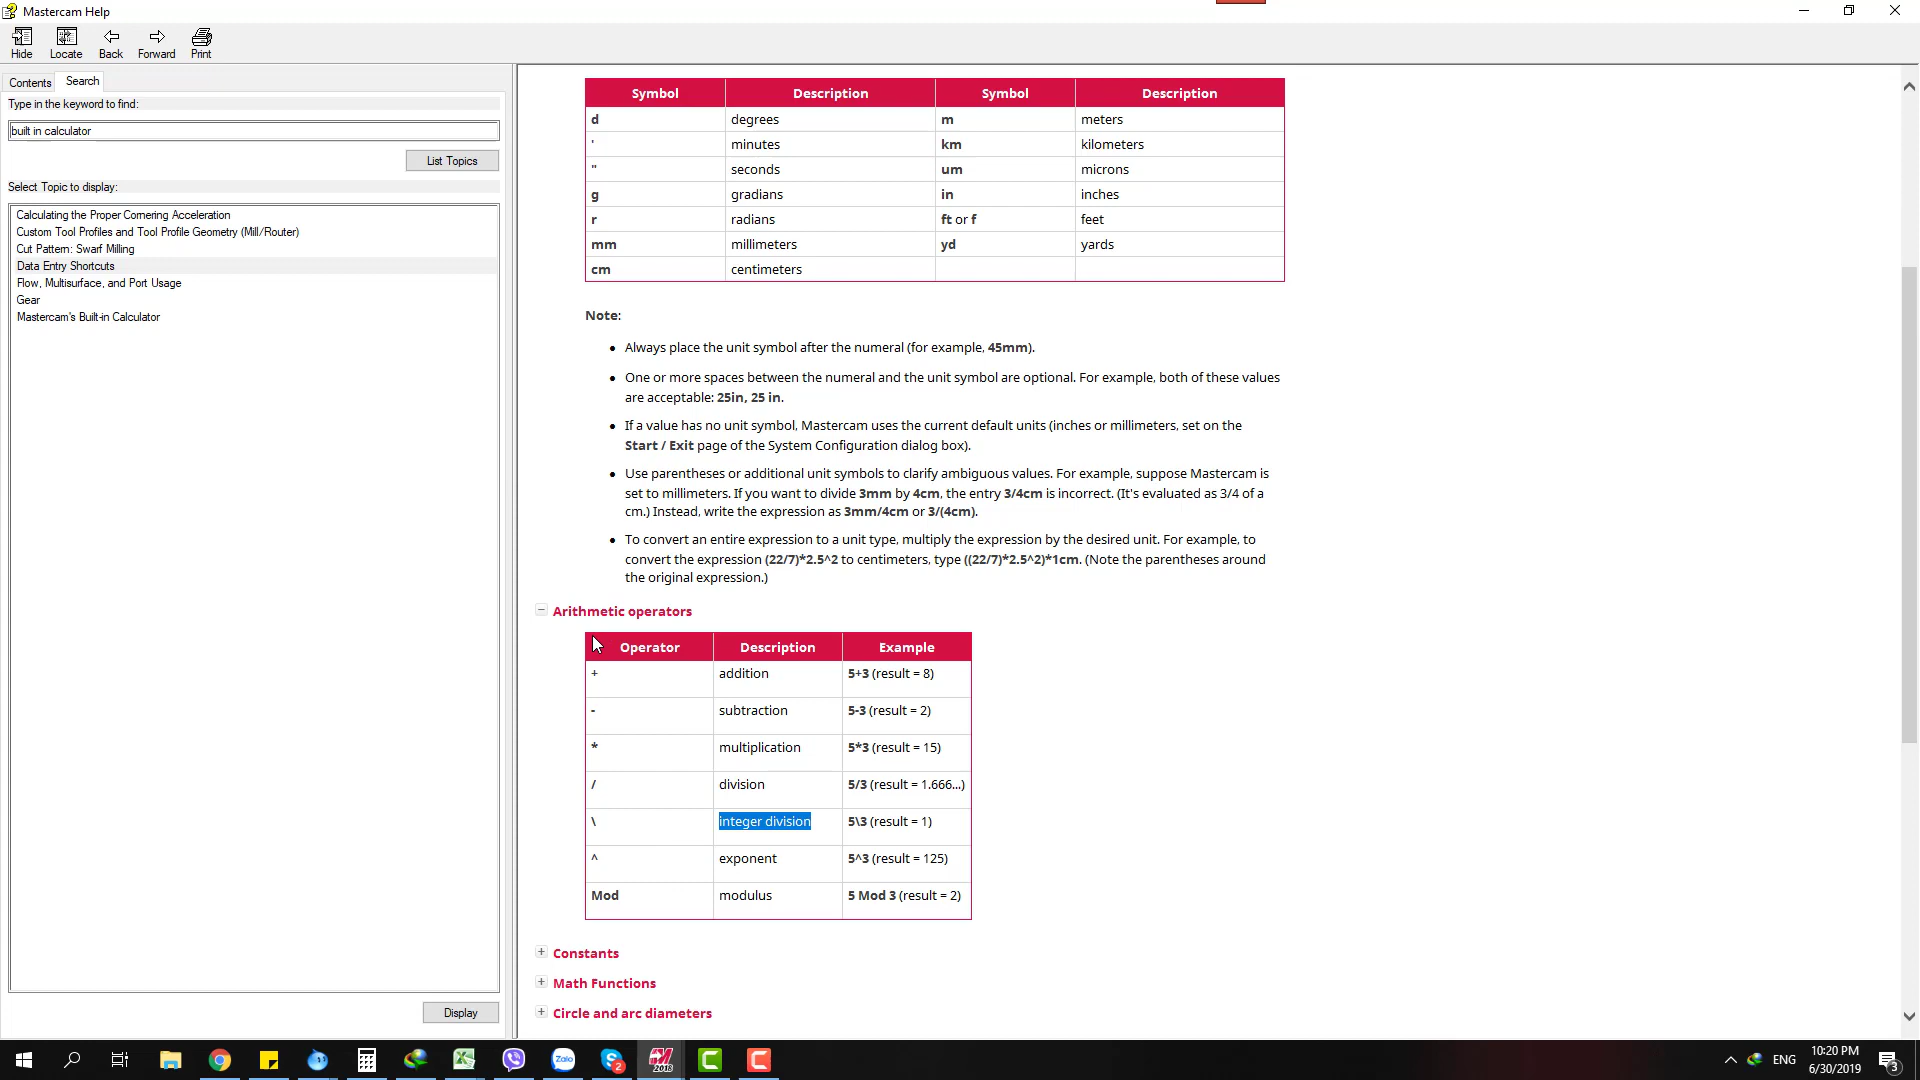 Mastercam Help
Hide Locate Back Forward Print
Contents Search
Type in the keyword to find:
built in calculator
List Topics
Select Topic to display:
Calculating the Proper Cornering Acceleration
Custom Tool Profiles and Tool Profile Geometry (Mill/Router)
Cut Pattern: Swarf Milling
Data Entry Shortcuts
Flow, Multisurface, and Port Usage
Gear
Mastercam's Built-in Calculator
Display
Symbol Description Symbol Description
d degrees m meters
' minutes km kilometers
" seconds um microns
g gradians in inches
r radians ft or f feet
mm millimeters yd yards
cm centimeters
Note:
• Always place the unit symbol after the numeral (for example, 45mm).
• One or more spaces between the numeral and the unit symbol are optional. For example, both of these values
are acceptable: 25in, 25 in.
• If a value has no unit symbol, Mastercam uses the current default units (inches or millimeters, set on the
Start / Exit page of the System Configuration dialog box).
• Use parentheses or additional unit symbols to clarify ambiguous values. For example, suppose Mastercam is
set to millimeters. If you want to divide 3mm by 4cm, the entry 3/4cm is incorrect. (It's evaluated as 3/4 of a
cm.) Instead, write the expression as 3mm/4cm or 3/(4cm).
• To convert an entire expression to a unit type, multiply the expression by the desired unit. For example, to
convert the expression (22/7)*2.5^2 to centimeters, type ((22/7)*2.5^2)*1cm. (Note the parentheses around
the original expression.)
− Arithmetic operators
Operator Description Example
+ addition 5+3 (result = 8)
- subtraction 5-3 (result = 2)
* multiplication 5*3 (result = 15)
/ division 5/3 (result = 1.666...)
\ integer division 5\3 (result = 1)
^ exponent 5^3 (result = 125)
Mod modulus 5 Mod 3 (result = 2)
+ Constants
+ Math Functions
+ Circle and arc diameters
Zalo 2 2018 ENG 10:20 PM 3
6/30/2019